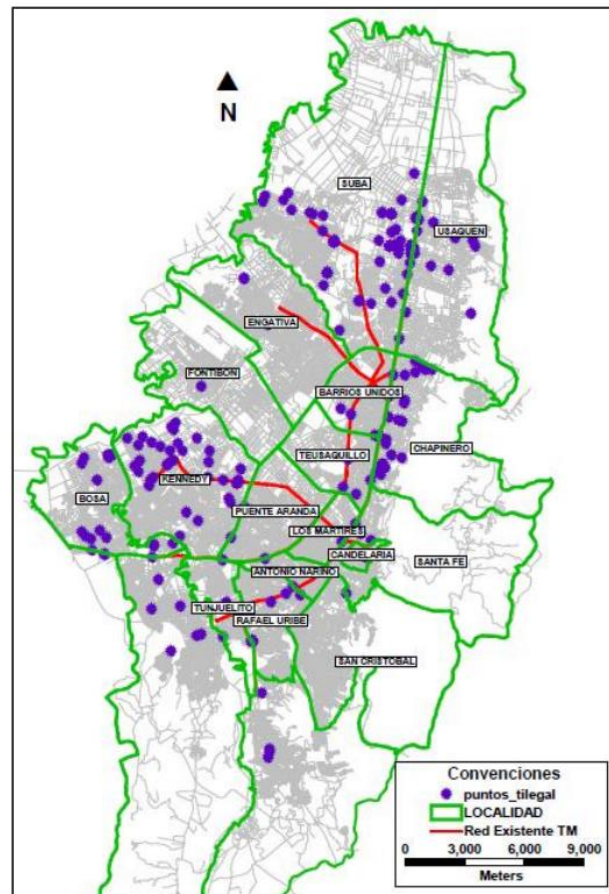 N
SUBA
USAQUEN
ENGATIVA
FONTIBON
BARRIOS UNIDOS
CHAPINERO
TEUSAQUILLO
KENNEDY
BOSA
PUENTE ARANDA
LOS MARTIRES
CANDELARIA
SANTA FE
ANTONIO NARINO
TUNJUELITO
RAFAEL URIBE
SAN CRISTOBAL
Convenciones
puntos_tilegal
LOCALIDAD
Red Existente TM
0 3,000 6,000 9,000
Meters